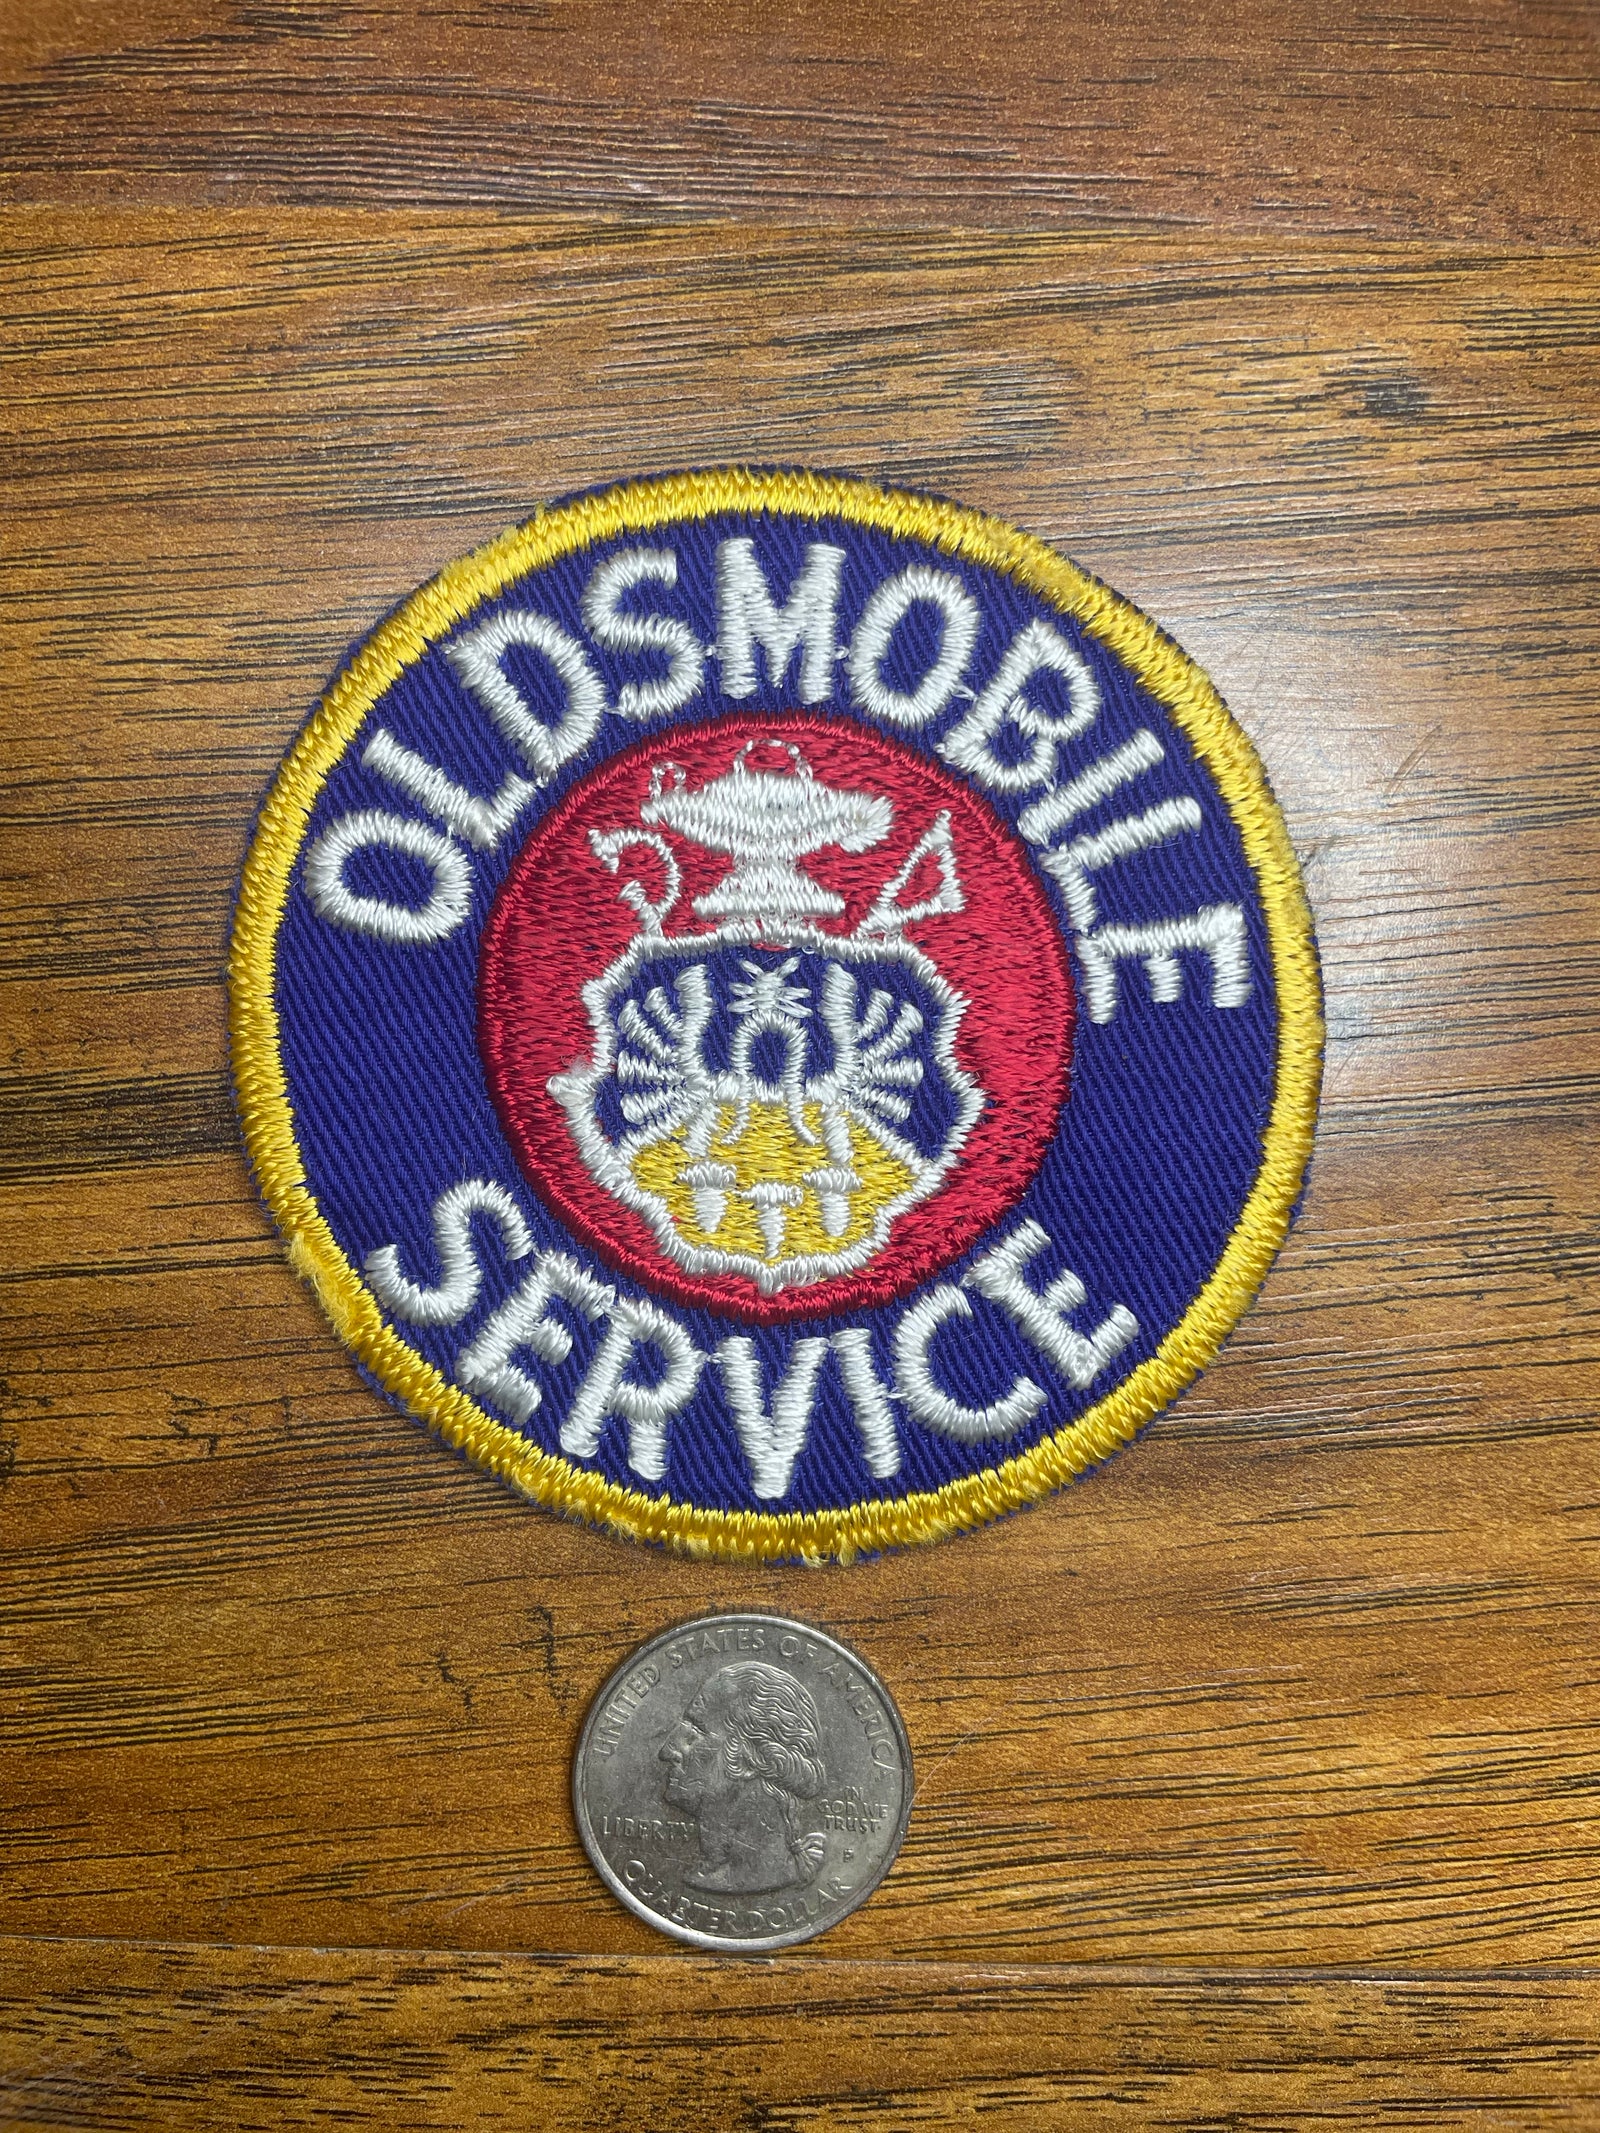 OLDSMOBILE
SERVICE
UNITED STATES OF AMERICA
LIBERTY
IN
GOD WE
TRUST
P
QUARTER DOLLAR